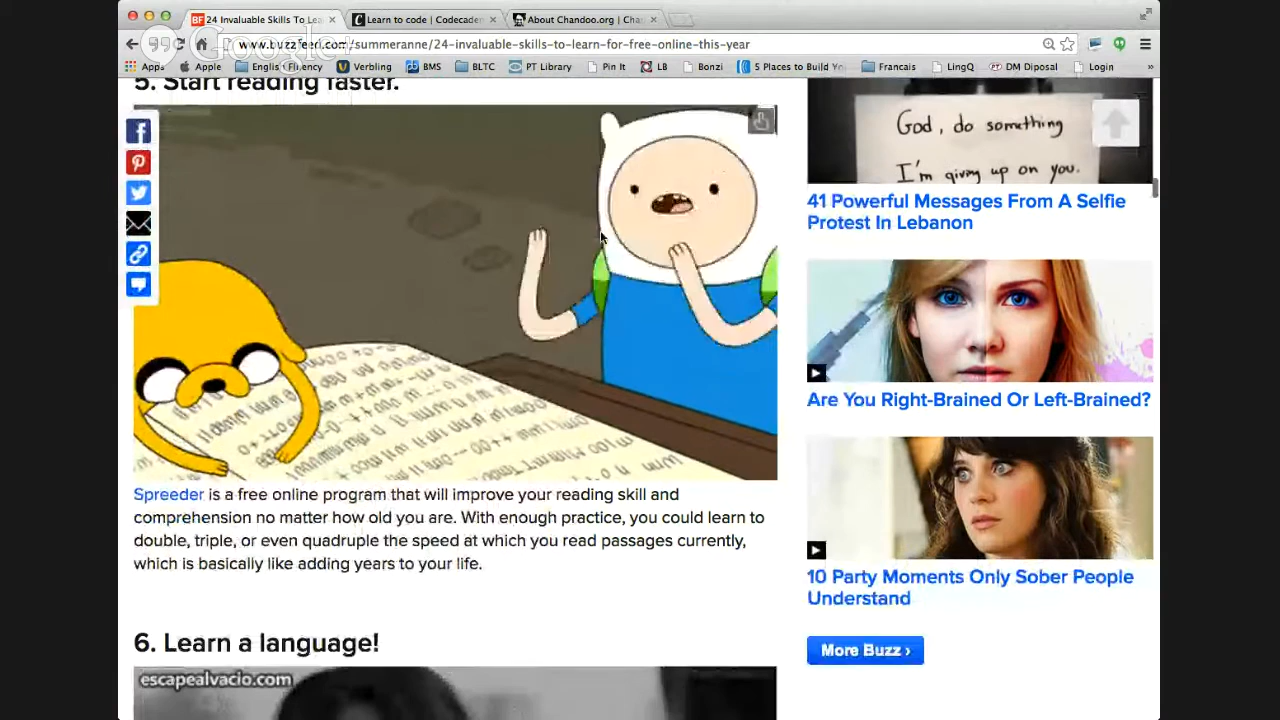 24 Invaluable Skills To Lea
Learn to code | Codecadem
About Chandoo.org | Chan
www.buzzfeed.com/summeranne/24-invaluable-skills-to-learn-for-free-online-this-year
Apps Apple English | Fluency Verbling BMS BLTC PT Library Pin It LB Bonzi 5 Places to Build Yo Francais LingQ DM Diposal Login »
5. Start reading faster.
God, do something
I'm giving up on you.
41 Powerful Messages From A Selfie
Protest In Lebanon
Are You Right-Brained Or Left-Brained?
Spreeder is a free online program that will improve your reading skill and
comprehension no matter how old you are. With enough practice, you could learn to
double, triple, or even quadruple the speed at which you read passages currently,
which is basically like adding years to your life.
10 Party Moments Only Sober People
Understand
More Buzz ›
6. Learn a language!
escapealvacio.com